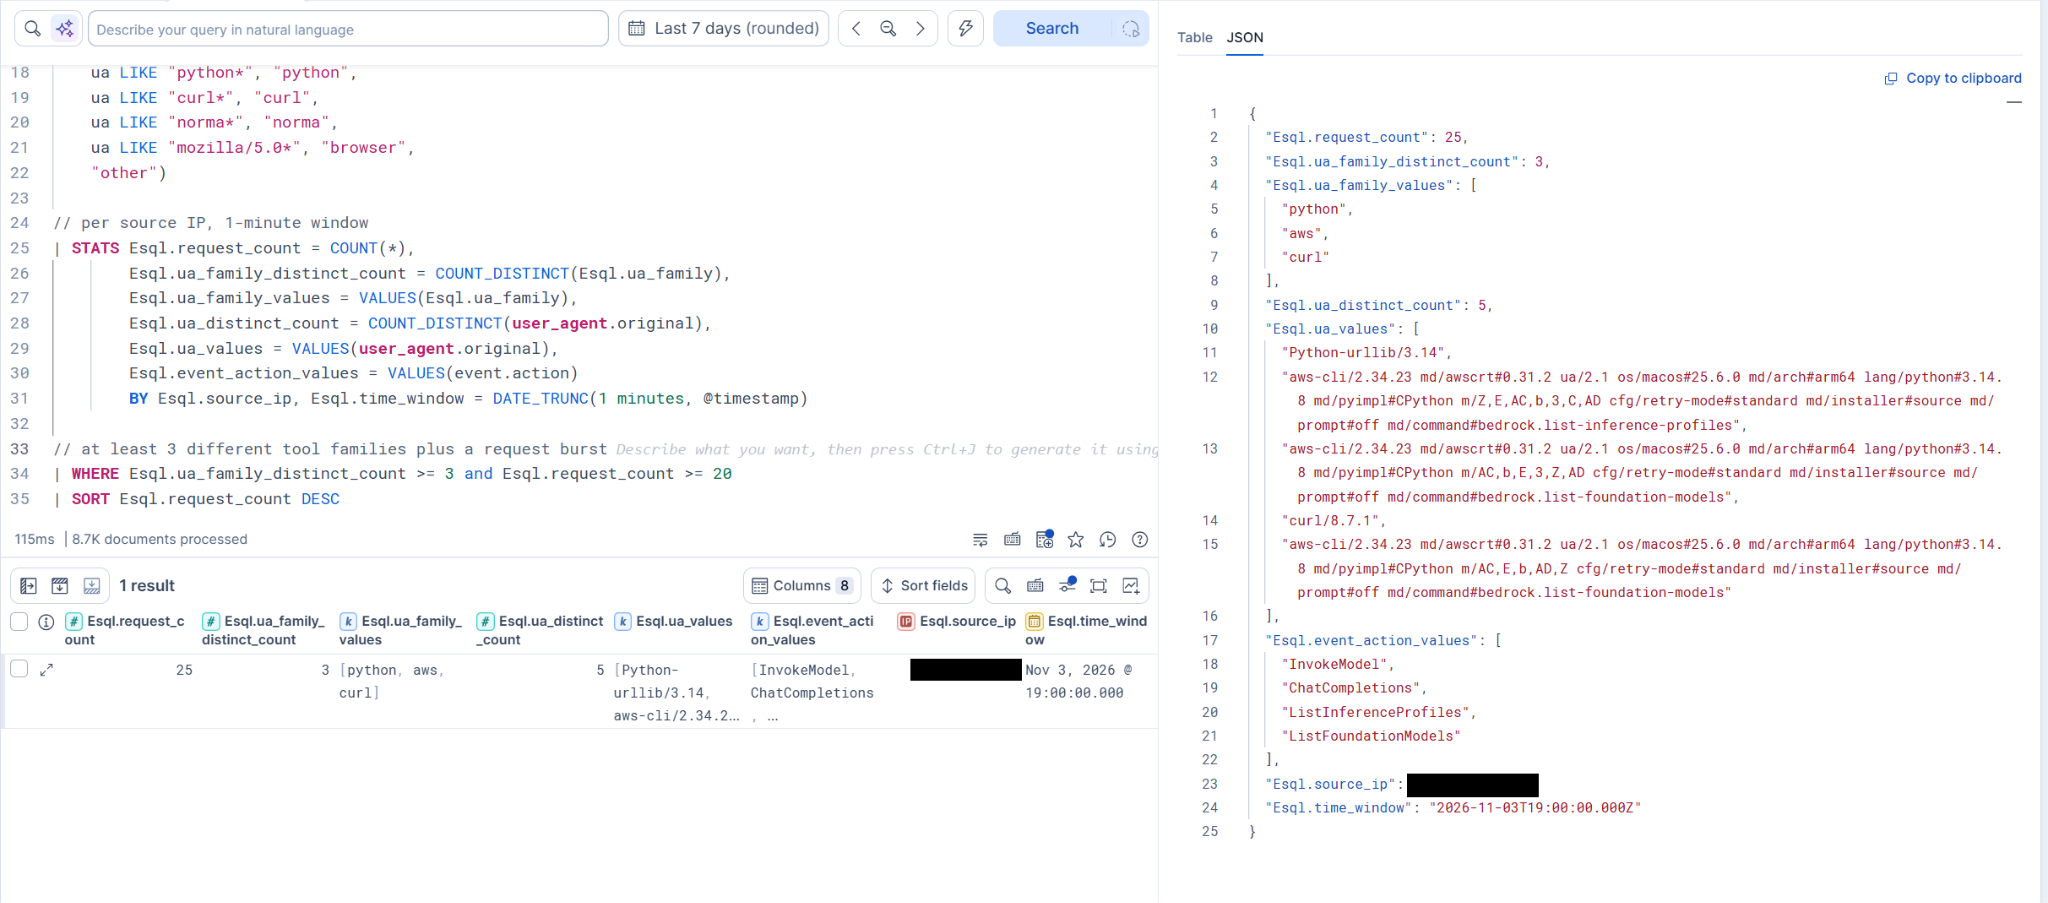 Describe your query in natural language
Last 7 days (rounded)
Search
18 ua LIKE "python*", "python",
19 ua LIKE "curl*", "curl",
20 ua LIKE "norma*", "norma",
21 ua LIKE "mozilla/5.0*", "browser",
22 "other")
23
24 // per source IP, 1-minute window
25 | STATS Esql.request_count = COUNT(*),
26 Esql.ua_family_distinct_count = COUNT_DISTINCT(Esql.ua_family),
27 Esql.ua_family_values = VALUES(Esql.ua_family),
28 Esql.ua_distinct_count = COUNT_DISTINCT(user_agent.original),
29 Esql.ua_values = VALUES(user_agent.original),
30 Esql.event_action_values = VALUES(event.action)
31 BY Esql.source_ip, Esql.time_window = DATE_TRUNC(1 minutes, @timestamp)
32
33 // at least 3 different tool families plus a request burst Describe what you want, then press Ctrl+J to generate it using
34 | WHERE Esql.ua_family_distinct_count >= 3 and Esql.request_count >= 20
35 | SORT Esql.request_count DESC
115ms | 8.7K documents processed
1 result
Columns 8
Sort fields
# Esql.request_c
ount
# Esql.ua_family_
distinct_count
k Esql.ua_family_
values
# Esql.ua_distinct
_count
k Esql.ua_values
k Esql.event_acti
on_values
IP Esql.source_ip
Esql.time_wind
ow
25
3
[python, aws,
curl]
5
[Python-
urllib/3.14,
aws-cli/2.34.2...
[InvokeModel,
ChatCompletions
, ...
Nov 3, 2026 @
19:00:00.000
Table JSON
Copy to clipboard
1 {
2 "Esql.request_count": 25,
3 "Esql.ua_family_distinct_count": 3,
4 "Esql.ua_family_values": [
5 "python",
6 "aws",
7 "curl"
8 ],
9 "Esql.ua_distinct_count": 5,
10 "Esql.ua_values": [
11 "Python-urllib/3.14",
12 "aws-cli/2.34.23 md/awscrt#0.31.2 ua/2.1 os/macos#25.6.0 md/arch#arm64 lang/python#3.14.
8 md/pyimpl#CPython m/Z,E,AC,b,3,C,AD cfg/retry-mode#standard md/installer#source md/
prompt#off md/command#bedrock.list-inference-profiles",
13 "aws-cli/2.34.23 md/awscrt#0.31.2 ua/2.1 os/macos#25.6.0 md/arch#arm64 lang/python#3.14.
8 md/pyimpl#CPython m/AC,b,E,3,Z,AD cfg/retry-mode#standard md/installer#source md/
prompt#off md/command#bedrock.list-foundation-models",
14 "curl/8.7.1",
15 "aws-cli/2.34.23 md/awscrt#0.31.2 ua/2.1 os/macos#25.6.0 md/arch#arm64 lang/python#3.14.
8 md/pyimpl#CPython m/AC,E,b,AD,Z cfg/retry-mode#standard md/installer#source md/
prompt#off md/command#bedrock.list-foundation-models"
16 ],
17 "Esql.event_action_values": [
18 "InvokeModel",
19 "ChatCompletions",
20 "ListInferenceProfiles",
21 "ListFoundationModels"
22 ],
23 "Esql.source_ip":
24 "Esql.time_window": "2026-11-03T19:00:00.000Z"
25 }